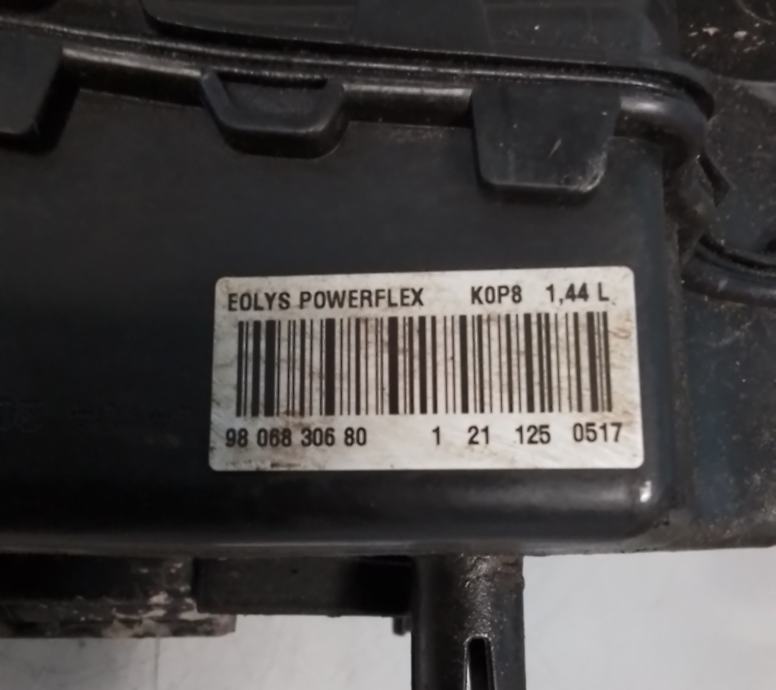 EOLYS POWERFLEX K0P8 1,44 L
98 068 306 80 1 21 125 0517